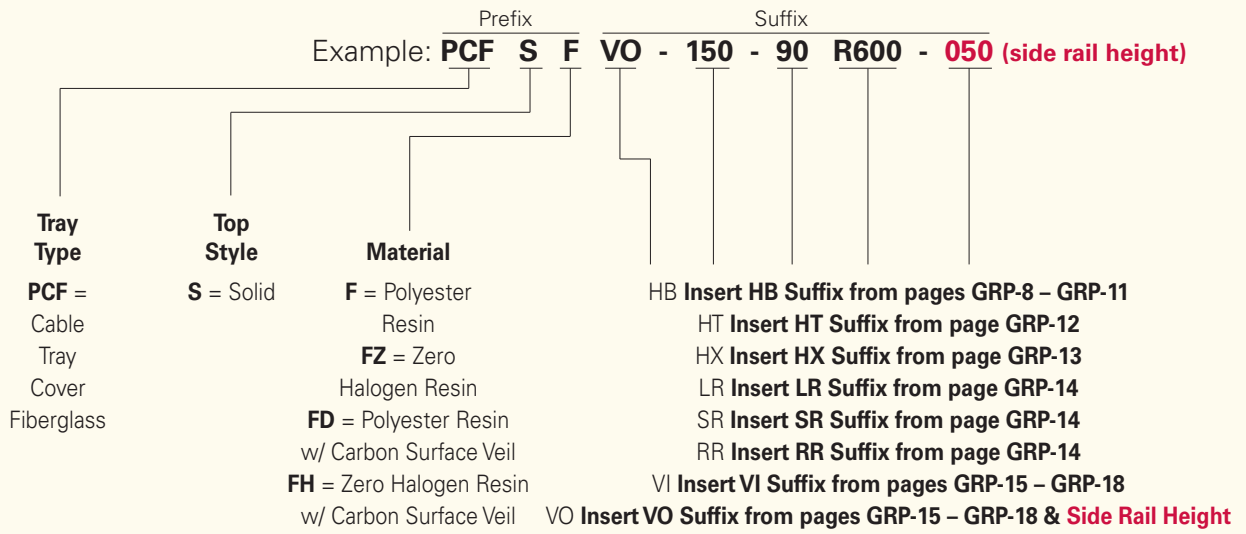 Prefix Suffix
Example: PCF S F VO - 150 - 90 R600 - 050 (side rail height)
Tray
Type
PCF =
Cable
Tray
Cover
Fiberglass
Top
Style
S = Solid
Material
F = Polyester
Resin
FZ = Zero
Halogen Resin
FD = Polyester Resin
w/ Carbon Surface Veil
FH = Zero Halogen Resin
w/ Carbon Surface Veil
HB Insert HB Suffix from pages GRP-8 – GRP-11
HT Insert HT Suffix from page GRP-12
HX Insert HX Suffix from page GRP-13
LR Insert LR Suffix from page GRP-14
SR Insert SR Suffix from page GRP-14
RR Insert RR Suffix from page GRP-14
VI Insert VI Suffix from pages GRP-15 – GRP-18
VO Insert VO Suffix from pages GRP-15 – GRP-18 & Side Rail Height